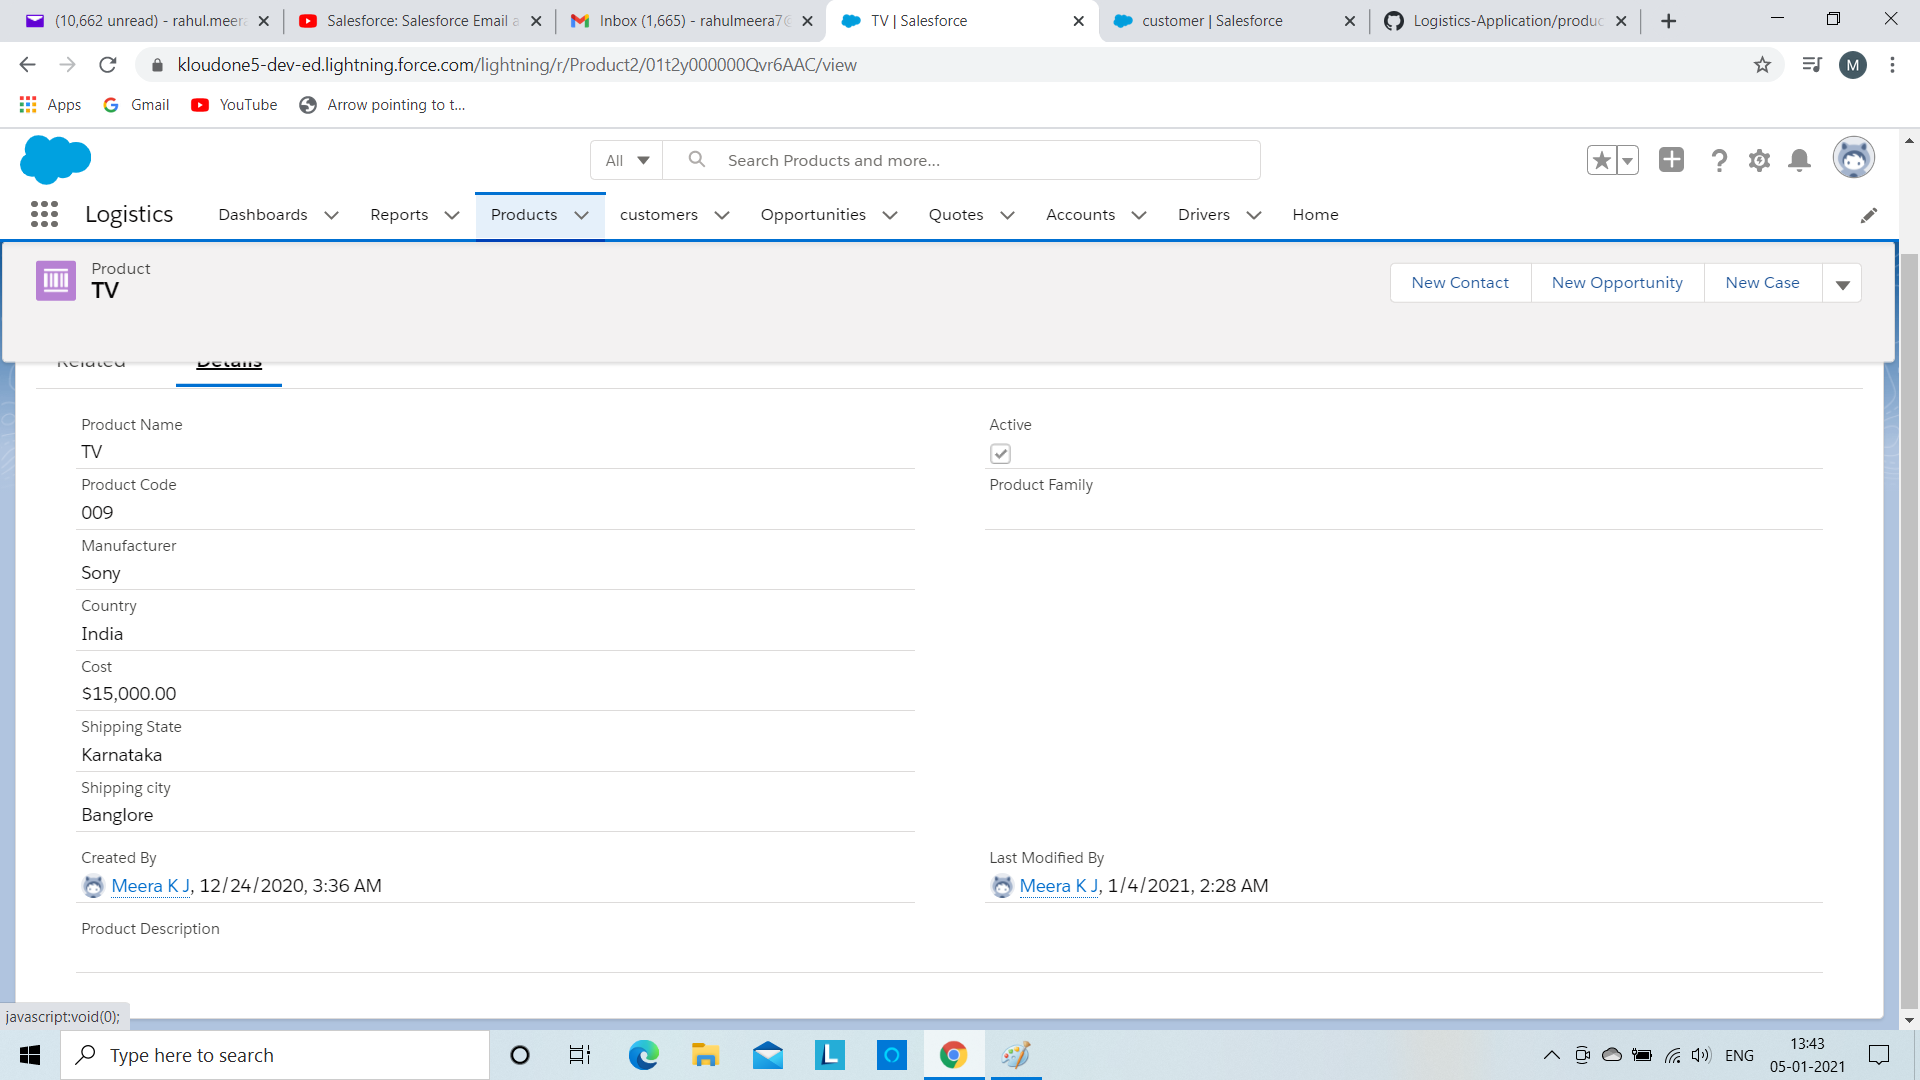 (10,662 unread) - rahul.meera
Salesforce: Salesforce Email a
Inbox (1,665) - rahulmeera7@
TV | Salesforce
customer | Salesforce
Logistics-Application/produc
kloudone5-dev-ed.lightning.force.com/lightning/r/Product2/01t2y000000Qvr6AAC/view
M
Apps
Gmail
YouTube
Arrow pointing to t...
All
Search Products and more...
Logistics
Dashboards
Reports
Products
customers
Opportunities
Quotes
Accounts
Drivers
Home
Product
TV
New Contact
New Opportunity
New Case
Related
Details
Product Name
TV
Active
Product Code
009
Product Family
Manufacturer
Sony
Country
India
Cost
$15,000.00
Shipping State
Karnataka
Shipping city
Banglore
Created By
Meera K J, 12/24/2020, 3:36 AM
Last Modified By
Meera K J, 1/4/2021, 2:28 AM
Product Description
javascript:void(0);
Type here to search
L
ENG
13:43
05-01-2021